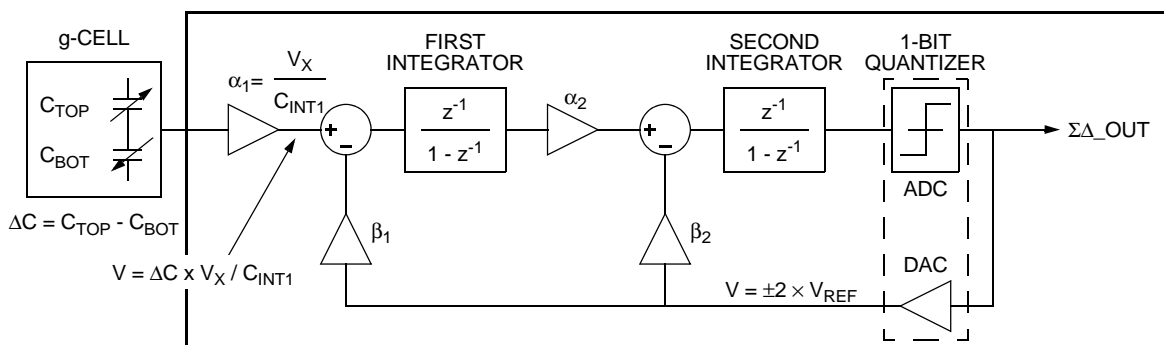 g-CELL
C_TOP
C_BOT
ΔC = C_TOP - C_BOT
α₁= V_X / C_INT1
V = ΔC x V_X / C_INT1
FIRST
INTEGRATOR
z⁻¹
1 - z⁻¹
+
−
β₁
α₂
+
−
β₂
SECOND
INTEGRATOR
z⁻¹
1 - z⁻¹
1-BIT
QUANTIZER
ADC
DAC
V = ±2 × V_REF
ΣΔ_OUT